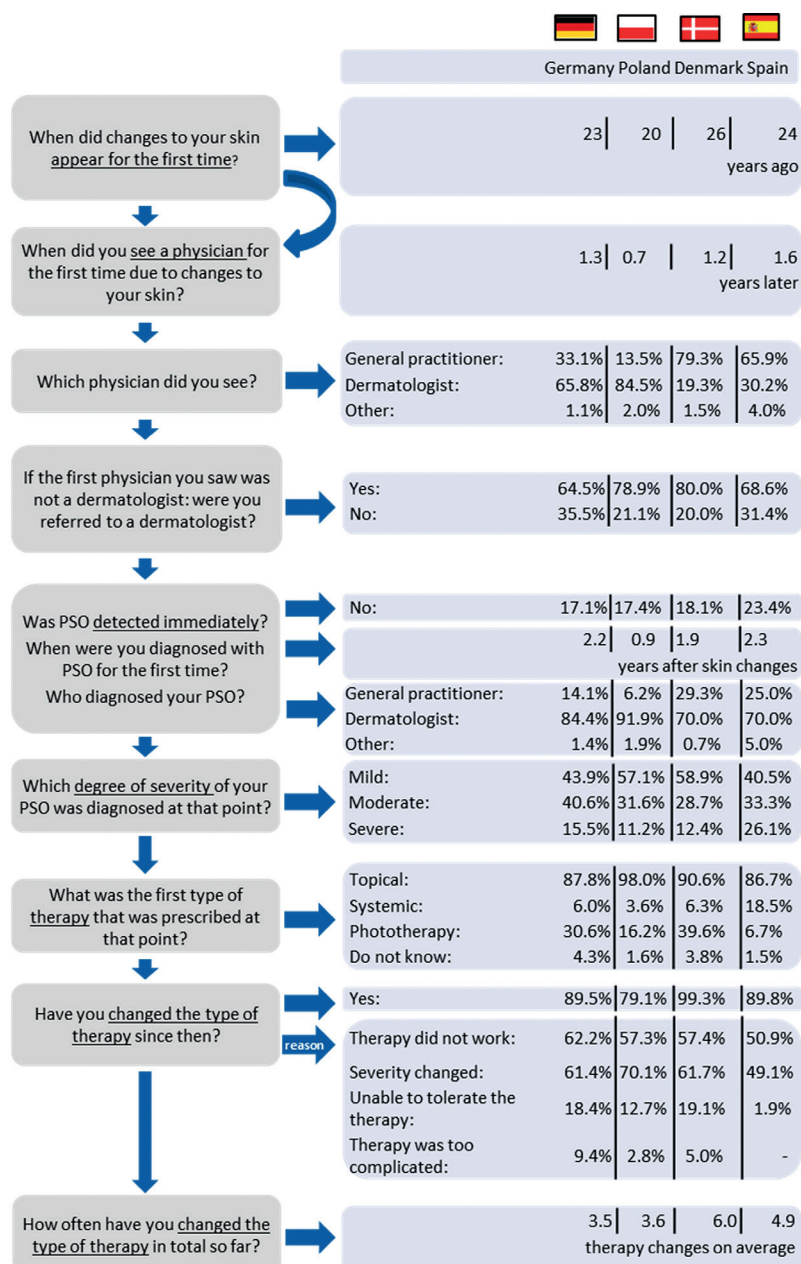 Germany Poland Denmark Spain
When did changes to your skin
appear for the first time?
23 20 26 24
years ago
When did you see a physician for
the first time due to changes to
your skin?
1.3 0.7 1.2 1.6
years later
Which physician did you see?
General practitioner: 33.1% 13.5% 79.3% 65.9%
Dermatologist: 65.8% 84.5% 19.3% 30.2%
Other: 1.1% 2.0% 1.5% 4.0%
If the first physician you saw was
not a dermatologist: were you
referred to a dermatologist?
Yes: 64.5% 78.9% 80.0% 68.6%
No: 35.5% 21.1% 20.0% 31.4%
Was PSO detected immediately?
When were you diagnosed with
PSO for the first time?
Who diagnosed your PSO?
No: 17.1% 17.4% 18.1% 23.4%
2.2 0.9 1.9 2.3
years after skin changes
General practitioner: 14.1% 6.2% 29.3% 25.0%
Dermatologist: 84.4% 91.9% 70.0% 70.0%
Other: 1.4% 1.9% 0.7% 5.0%
Which degree of severity of your
PSO was diagnosed at that point?
Mild: 43.9% 57.1% 58.9% 40.5%
Moderate: 40.6% 31.6% 28.7% 33.3%
Severe: 15.5% 11.2% 12.4% 26.1%
What was the first type of
therapy that was prescribed at
that point?
Topical: 87.8% 98.0% 90.6% 86.7%
Systemic: 6.0% 3.6% 6.3% 18.5%
Phototherapy: 30.6% 16.2% 39.6% 6.7%
Do not know: 4.3% 1.6% 3.8% 1.5%
Have you changed the type of
therapy since then?
Yes: 89.5% 79.1% 99.3% 89.8%
reason
Therapy did not work: 62.2% 57.3% 57.4% 50.9%
Severity changed: 61.4% 70.1% 61.7% 49.1%
Unable to tolerate the
therapy: 18.4% 12.7% 19.1% 1.9%
Therapy was too
complicated: 9.4% 2.8% 5.0% -
How often have you changed the
type of therapy in total so far?
3.5 3.6 6.0 4.9
therapy changes on average